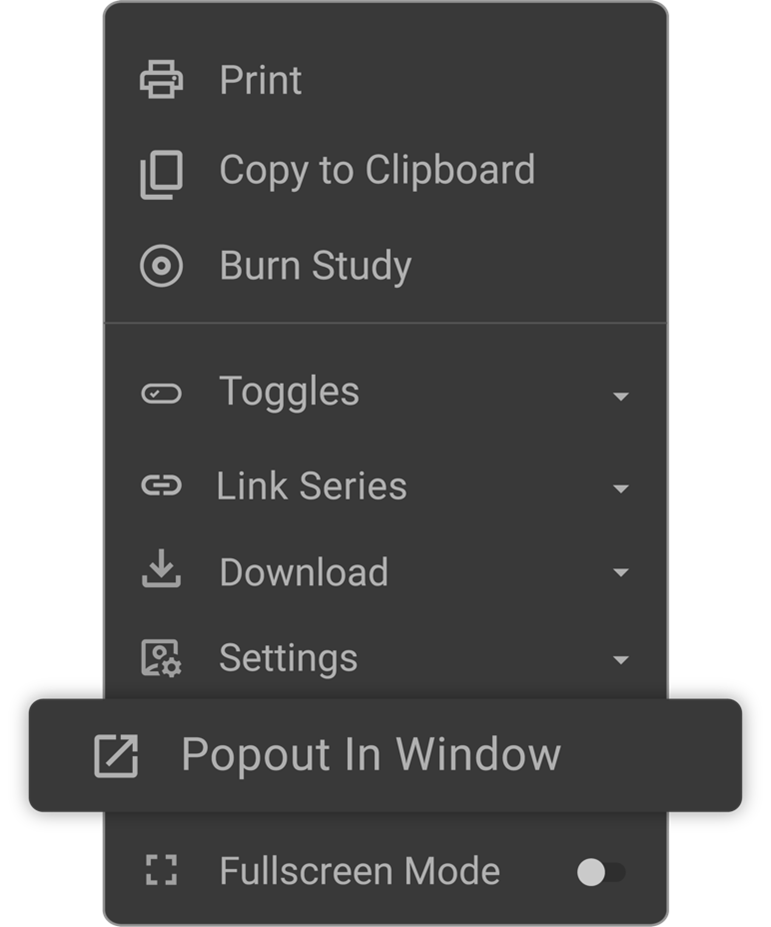 Print
Copy to Clipboard
Burn Study
Toggles
Link Series
Download
Settings
Popout In Window
Fullscreen Mode